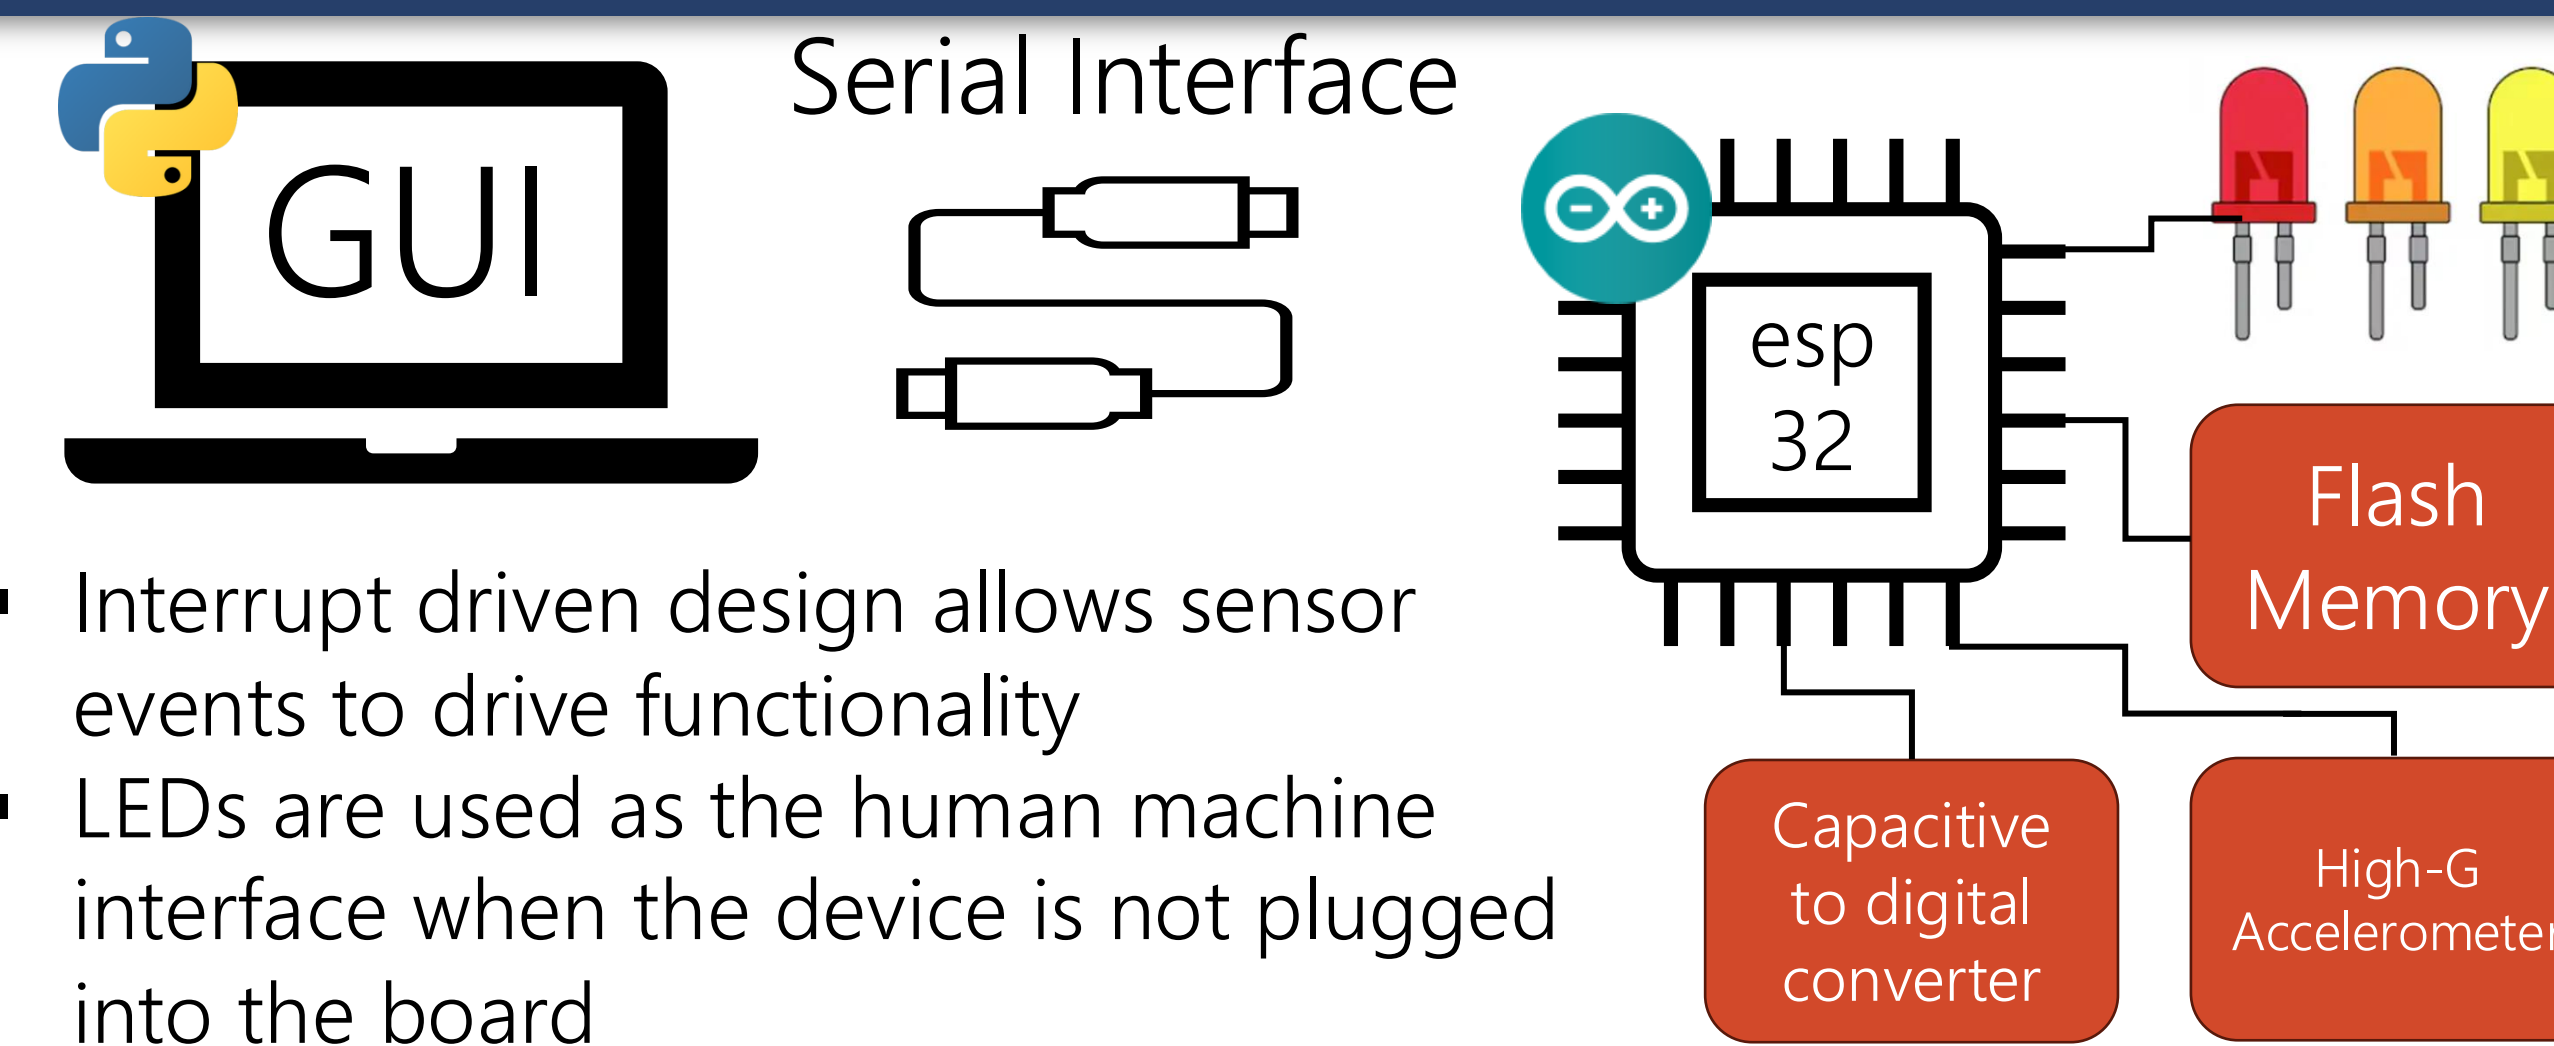 Serial Interface
GUI
esp
32
Flash
Memory
Interrupt driven design allows sensor
events to drive functionality
LEDs are used as the human machine
interface when the device is not plugged
into the board
Capacitive
to digital
converter
High-G
Accelerometer